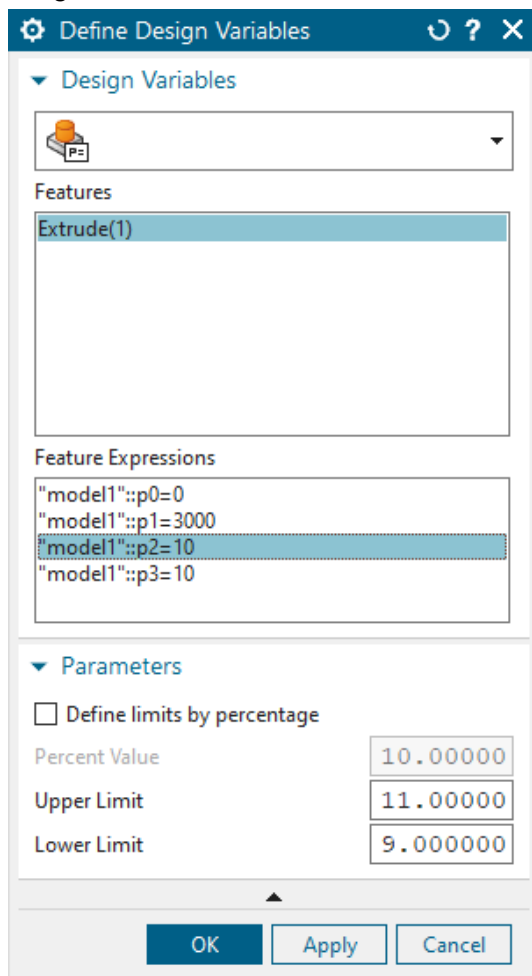 Define Design Variables
Design Variables
P=
Features
Extrude(1)
Feature Expressions
"model1"::p0=0
"model1"::p1=3000
"model1"::p2=10
"model1"::p3=10
Parameters
Define limits by percentage
Percent Value 10.00000
Upper Limit 11.00000
Lower Limit 9.000000
OK Apply Cancel